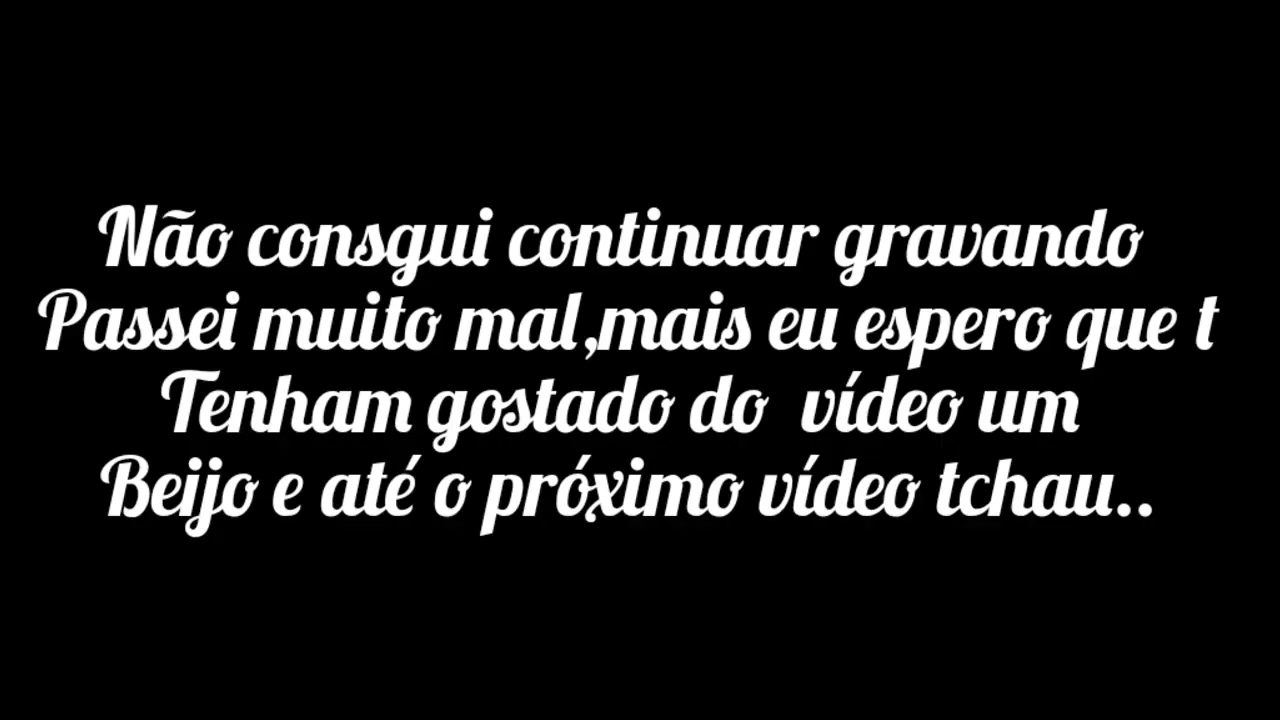 Não consgui continuar gravando
Passei muito mal,mais eu espero que t
Tenham gostado do vídeo um
Beijo e até o próximo vídeo tchau..